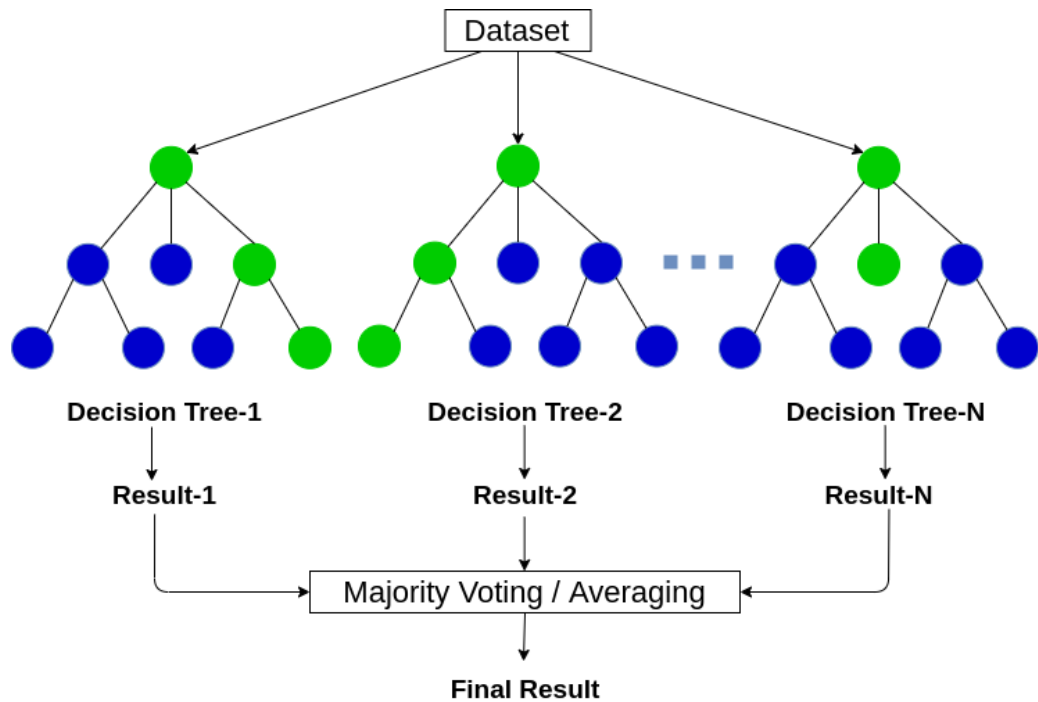 Dataset
Decision Tree-1
Decision Tree-2
Decision Tree-N
Result-1
Result-2
Result-N
Majority Voting / Averaging
Final Result